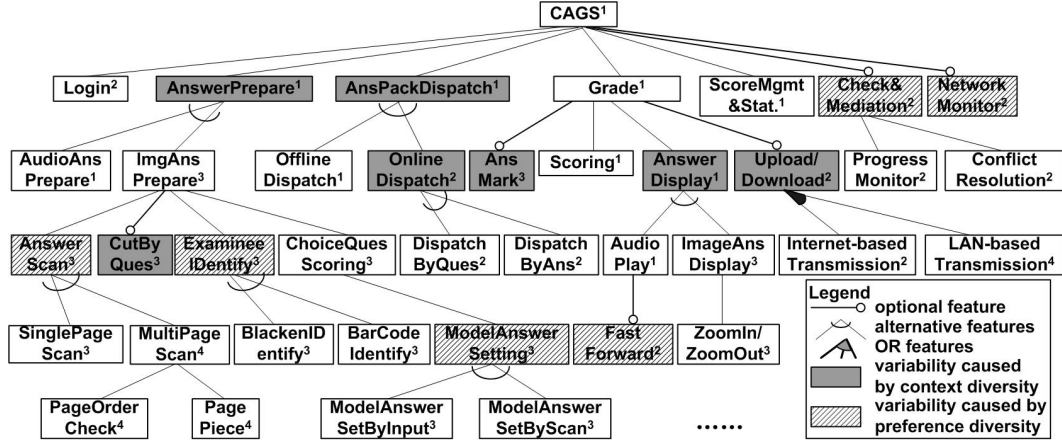 CAGS¹
Login²
AnswerPrepare¹
AnsPackDispatch¹
Grade¹
ScoreMgmt
&Stat.¹
Check&
Mediation²
Network
Monitor²
AudioAns
Prepare¹
ImgAns
Prepare³
Offline
Dispatch¹
Online
Dispatch²
Ans
Mark³
Scoring¹
Answer
Display¹
Upload/
Download²
Progress
Monitor²
Conflict
Resolution²
Answer
Scan³
CutBy
Ques³
Examinee
IDentify³
ChoiceQues
Scoring³
Dispatch
ByQues²
Dispatch
ByAns²
Audio
Play¹
ImageAns
Display³
Internet-based
Transmission²
LAN-based
Transmission⁴
SinglePage
Scan³
MultiPage
Scan⁴
BlackenID
entify³
BarCode
Identify³
ModelAnswer
Setting³
Fast
Forward²
ZoomIn/
ZoomOut³
PageOrder
Check⁴
Page
Piece⁴
ModelAnswer
SetByInput³
ModelAnswer
SetByScan³
......
Legend
optional feature
alternative features
OR features
variability caused
by context diversity
variability caused by
preference diversity